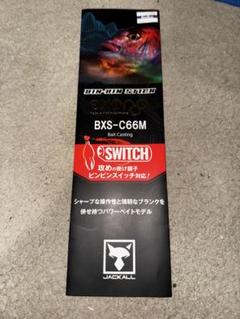 BIN-BIN STICK
BXS-C66M
Bait Casting
SWITCH
攻めの掛け調子
ビンビンスイッチ対応!
シャープな操作性と強靭なブランクを
併せ持つパワーベイトモデル
JACKALL